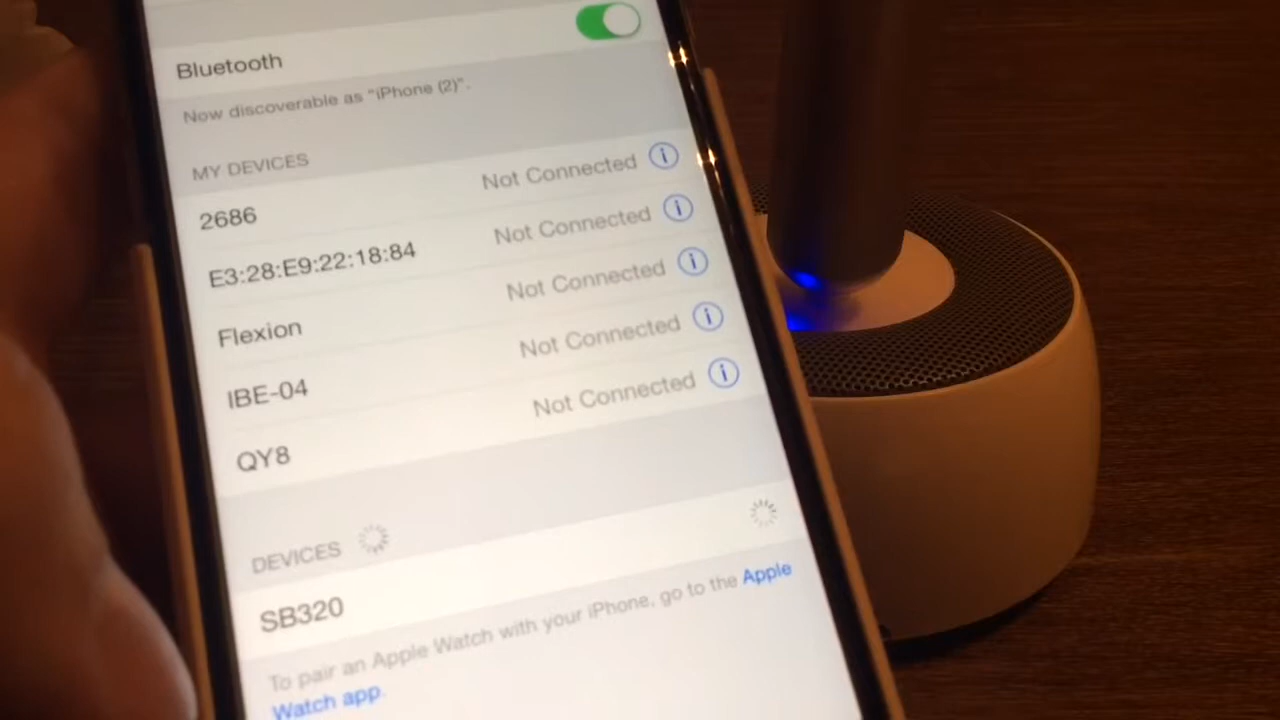 Bluetooth
Now discoverable as "iPhone (2)".
MY DEVICES
2686 Not Connected
E3:28:E9:22:18:84 Not Connected
Flexion Not Connected
IBE-04 Not Connected
QY8 Not Connected
DEVICES
SB320
To pair an Apple Watch with your iPhone, go to the Apple
Watch app.